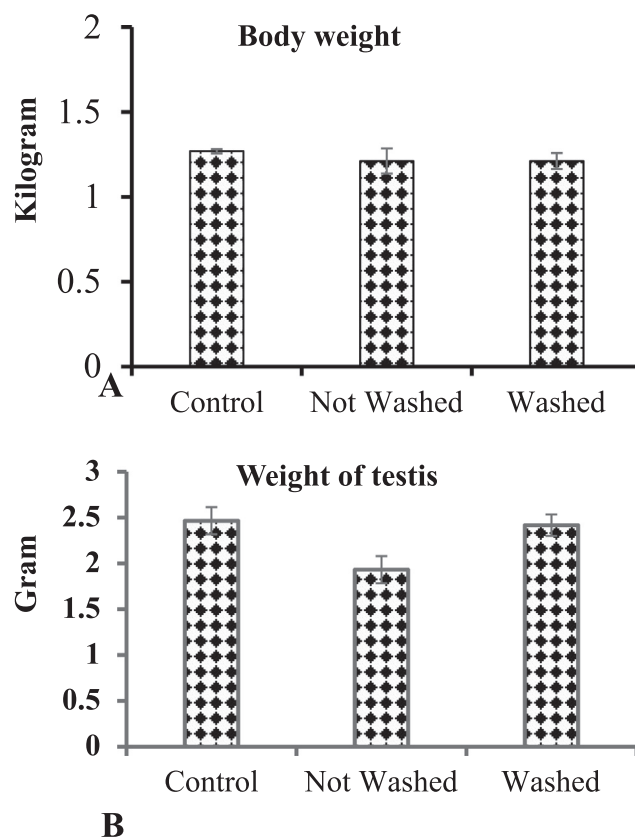 Body weight
Kilogram
2
1.5
1
0.5
0
A
Control Not Washed Washed
Weight of testis
Gram
3
2.5
2
1.5
1
0.5
0
Control Not Washed Washed
B